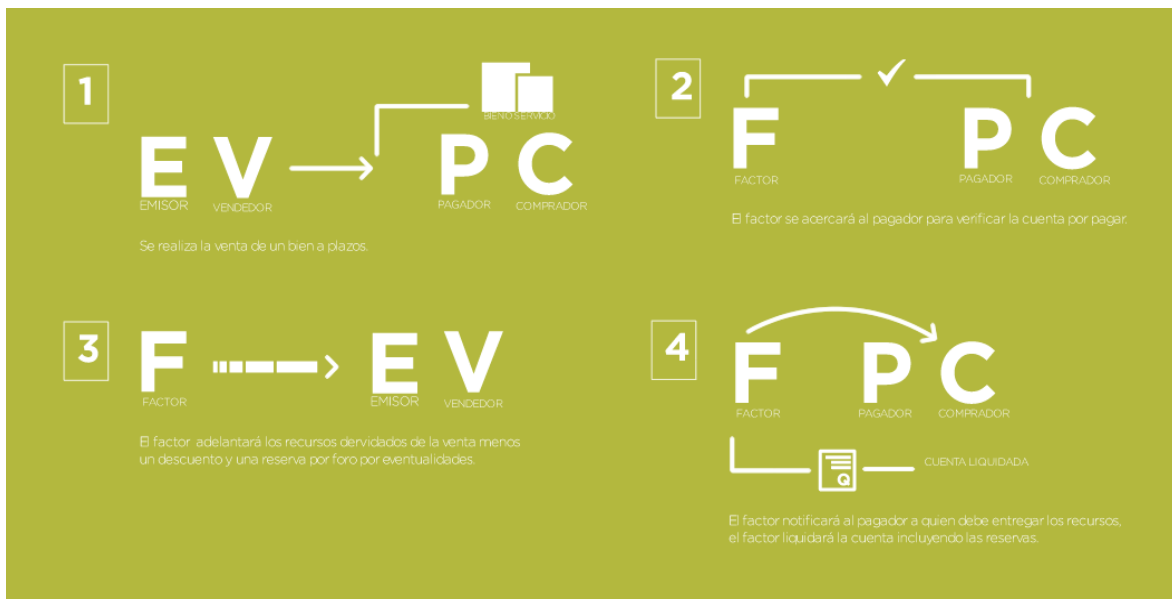 1
BIEN O SERVICIO
E V P C
EMISOR VENDEDOR PAGADOR COMPRADOR
Se realiza la venta de un bien a plazos.
2
F P C
FACTOR PAGADOR COMPRADOR
El factor se acercará al pagador para verificar la cuenta por pagar.
3
F E V
FACTOR EMISOR VENDEDOR
El factor adelantará los recursos dervidados de la venta menos
un descuento y una reserva por foro por eventualidades.
4
F P C
FACTOR PAGADOR COMPRADOR
Q
CUENTA LIQUIDADA
El factor notificará al pagador a quien debe entregar los recursos,
el factor liquidará la cuenta incluyendo las reservas.